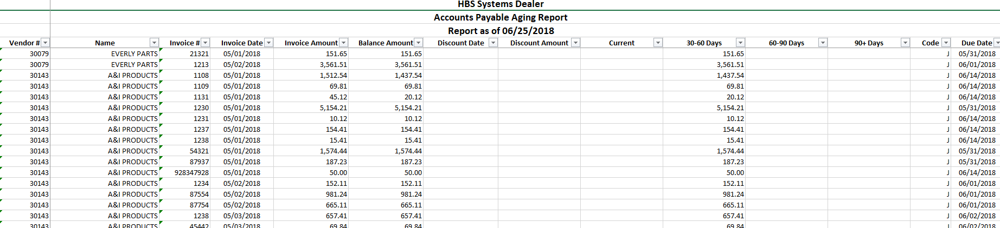 HBS Systems Dealer
Accounts Payable Aging Report
Report as of 06/25/2018
Vendor # Name Invoice # Invoice Date Invoice Amount Balance Amount Discount Date Discount Amount Current 30-60 Days 60-90 Days 90+ Days Code Due Date
30079 EVERLY PARTS 21321 05/01/2018 151.65 151.65 151.65 J 05/31/2018
30079 EVERLY PARTS 1213 05/02/2018 3,561.51 3,561.51 3,561.51 J 06/01/2018
30143 A&I PRODUCTS 1108 05/01/2018 1,512.54 1,437.54 1,437.54 J 06/14/2018
30143 A&I PRODUCTS 1109 05/01/2018 69.81 69.81 69.81 J 06/14/2018
30143 A&I PRODUCTS 1131 05/01/2018 45.12 20.12 20.12 J 06/14/2018
30143 A&I PRODUCTS 1230 05/01/2018 5,154.21 5,154.21 5,154.21 J 05/31/2018
30143 A&I PRODUCTS 1231 05/01/2018 10.12 10.12 10.12 J 06/14/2018
30143 A&I PRODUCTS 1237 05/01/2018 154.41 154.41 154.41 J 06/14/2018
30143 A&I PRODUCTS 1238 05/01/2018 15.41 15.41 15.41 J 06/14/2018
30143 A&I PRODUCTS 54321 05/01/2018 1,574.44 1,574.44 1,574.44 J 05/31/2018
30143 A&I PRODUCTS 87937 05/01/2018 187.23 187.23 187.23 J 05/31/2018
30143 A&I PRODUCTS 928347928 05/01/2018 50.00 50.00 50.00 J 06/14/2018
30143 A&I PRODUCTS 1234 05/02/2018 152.11 152.11 152.11 J 06/01/2018
30143 A&I PRODUCTS 87554 05/02/2018 981.24 981.24 981.24 J 06/01/2018
30143 A&I PRODUCTS 87754 05/02/2018 665.11 665.11 665.11 J 06/01/2018
30143 A&I PRODUCTS 1238 05/03/2018 657.41 657.41 657.41 J 06/02/2018
30143 A&I PRODUCTS 45442 05/03/2018 69.84 69.84 69.84 J 06/02/2018